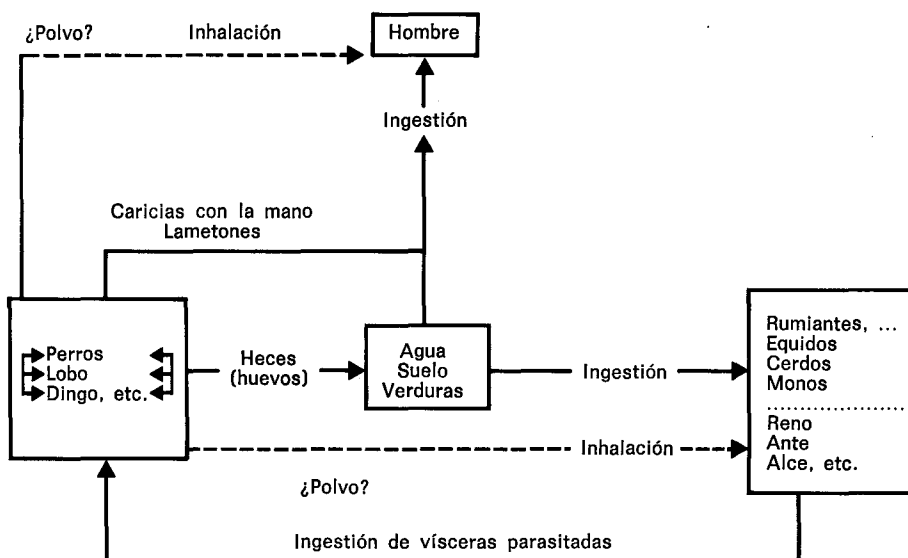 ¿Polvo? Inhalación
Hombre
Ingestión
Caricias con la mano
Lametones
Perros
Lobo
Dingo, etc.
Heces
(huevos)
Agua
Suelo
Verduras
Ingestión
Rumiantes, ...
Equidos
Cerdos
Monos
.....................
Reno
Ante
Alce, etc.
Inhalación
¿Polvo?
Ingestión de vísceras parasitadas